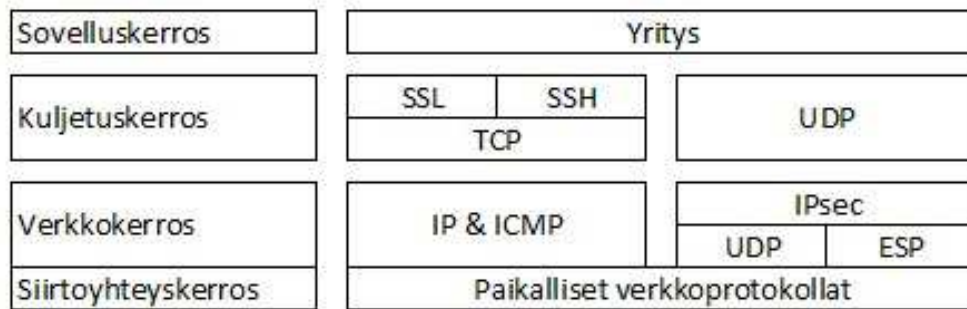 Sovelluskerros Yritys
Kuljetuskerros SSL SSH UDP
TCP
Verkkokerros IP & ICMP IPsec
UDP ESP
Siirtoyhteyskerros Paikalliset verkkoprotokollat